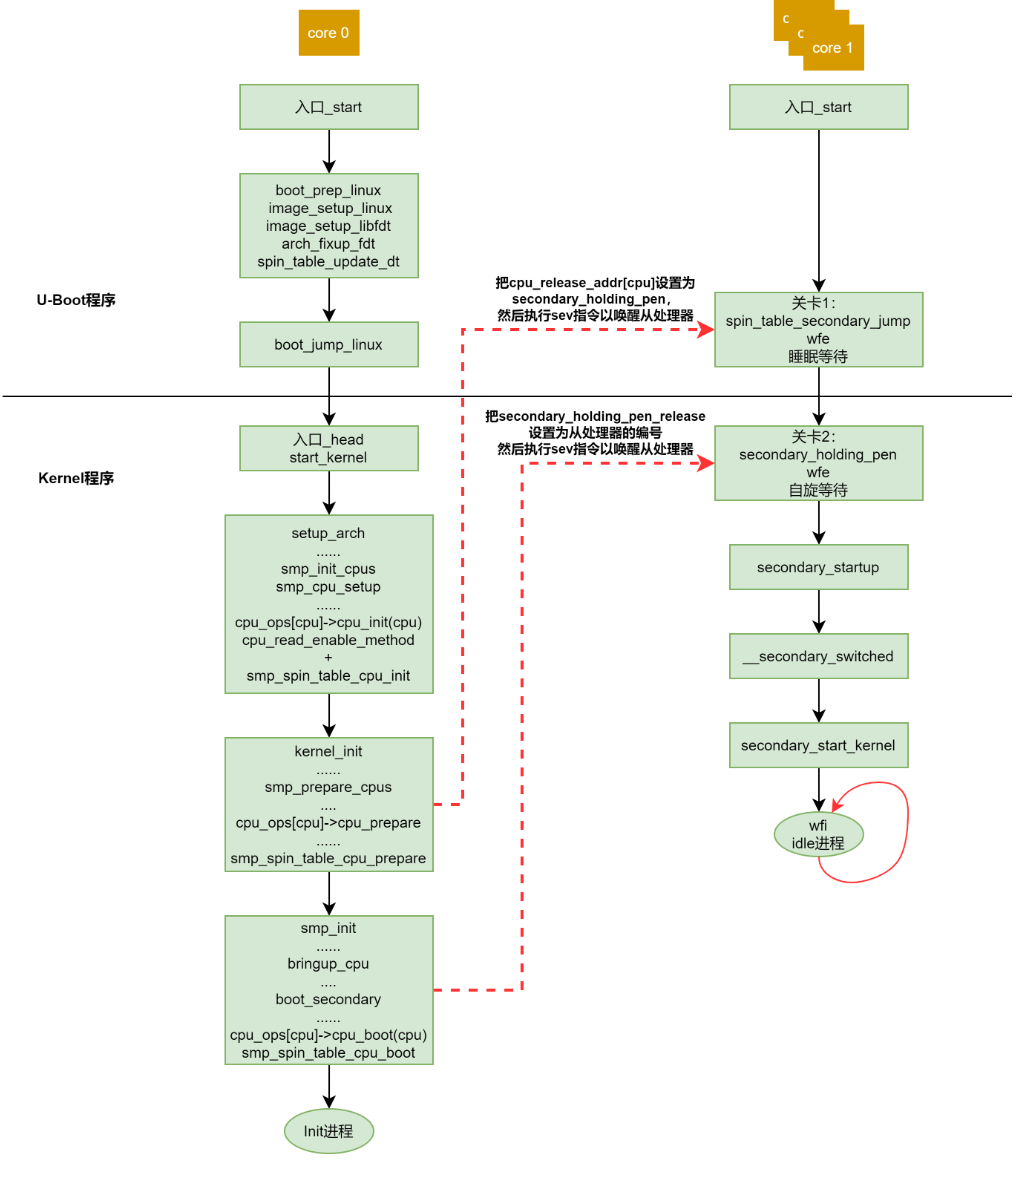 core 0
c
c
core 1
入口_start
boot_prep_linux
image_setup_linux
image_setup_libfdt
arch_fixup_fdt
spin_table_update_dt
boot_jump_linux
U-Boot程序
入口_start
把cpu_release_addr[cpu]设置为
secondary_holding_pen，
然后执行sev指令以唤醒从处理器
关卡1：
spin_table_secondary_jump
wfe
睡眠等待
Kernel程序
入口_head
start_kernel
把secondary_holding_pen_release
设置为从处理器的编号
然后执行sev指令以唤醒从处理器
关卡2：
secondary_holding_pen
wfe
自旋等待
setup_arch
......
smp_init_cpus
smp_cpu_setup
......
cpu_ops[cpu]->cpu_init(cpu)
cpu_read_enable_method
+
smp_spin_table_cpu_init
secondary_startup
__secondary_switched
secondary_start_kernel
wfi
idle进程
kernel_init
......
smp_prepare_cpus
....
cpu_ops[cpu]->cpu_prepare
......
smp_spin_table_cpu_prepare
smp_init
......
bringup_cpu
....
boot_secondary
......
cpu_ops[cpu]->cpu_boot(cpu)
smp_spin_table_cpu_boot
Init进程